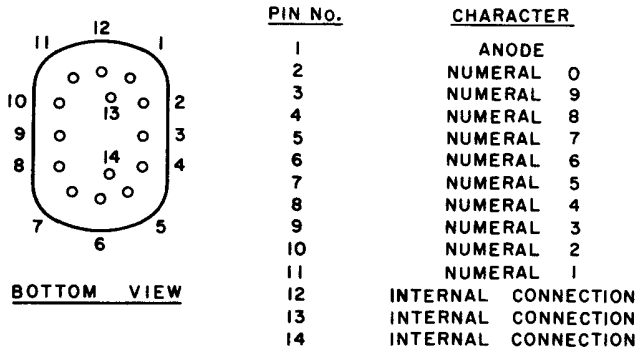 PIN No. CHARACTER
1 ANODE
2 NUMERAL 0
3 NUMERAL 9
4 NUMERAL 8
5 NUMERAL 7
6 NUMERAL 6
7 NUMERAL 5
8 NUMERAL 4
9 NUMERAL 3
10 NUMERAL 2
11 NUMERAL 1
12 INTERNAL CONNECTION
13 INTERNAL CONNECTION
14 INTERNAL CONNECTION
12
11 1
10 13 2
9 3
8 14 4
7 5
6
BOTTOM VIEW